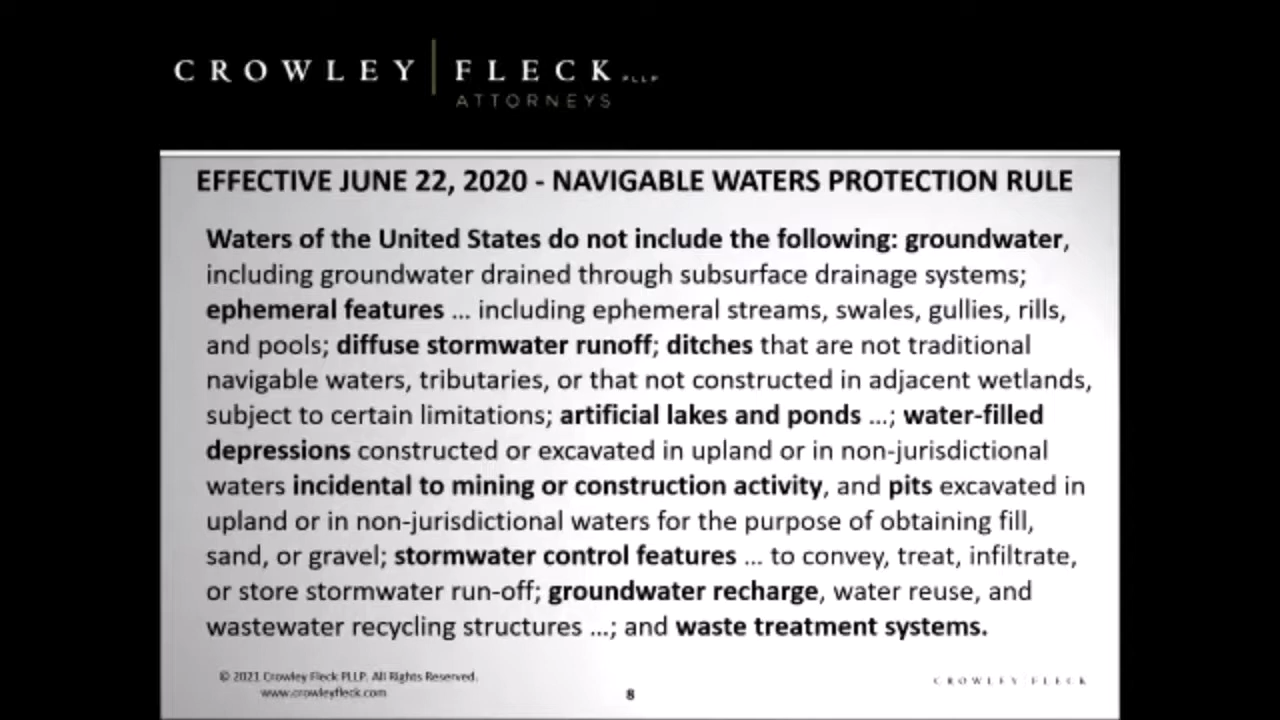 CROWLEY FLECK PLLP
ATTORNEYS
EFFECTIVE JUNE 22, 2020 - NAVIGABLE WATERS PROTECTION RULE
Waters of the United States do not include the following: groundwater,
including groundwater drained through subsurface drainage systems;
ephemeral features ... including ephemeral streams, swales, gullies, rills,
and pools; diffuse stormwater runoff; ditches that are not traditional
navigable waters, tributaries, or that not constructed in adjacent wetlands,
subject to certain limitations; artificial lakes and ponds ...; water-filled
depressions constructed or excavated in upland or in non-jurisdictional
waters incidental to mining or construction activity, and pits excavated in
upland or in non-jurisdictional waters for the purpose of obtaining fill,
sand, or gravel; stormwater control features ... to convey, treat, infiltrate,
or store stormwater run-off; groundwater recharge, water reuse, and
wastewater recycling structures ...; and waste treatment systems.
© 2021 Crowley Fleck PLLP. All Rights Reserved.
www.crowleyfleck.com
8
CROWLEY FLECK